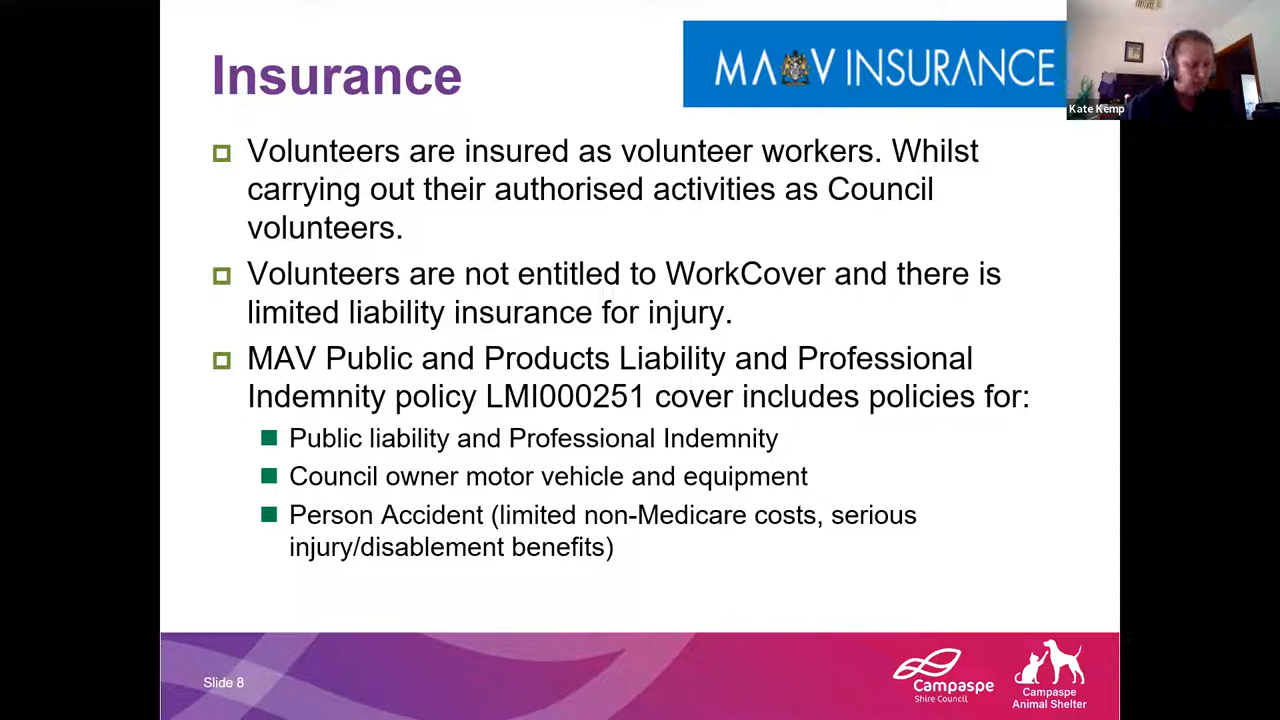 Insurance
MAV INSURANCE
Kate Kemp
Volunteers are insured as volunteer workers. Whilst
carrying out their authorised activities as Council
volunteers.
Volunteers are not entitled to WorkCover and there is
limited liability insurance for injury.
MAV Public and Products Liability and Professional
Indemnity policy LMI000251 cover includes policies for:
Public liability and Professional Indemnity
Council owner motor vehicle and equipment
Person Accident (limited non-Medicare costs, serious
injury/disablement benefits)
Slide 8
Campaspe
Shire Council
Campaspe
Animal Shelter